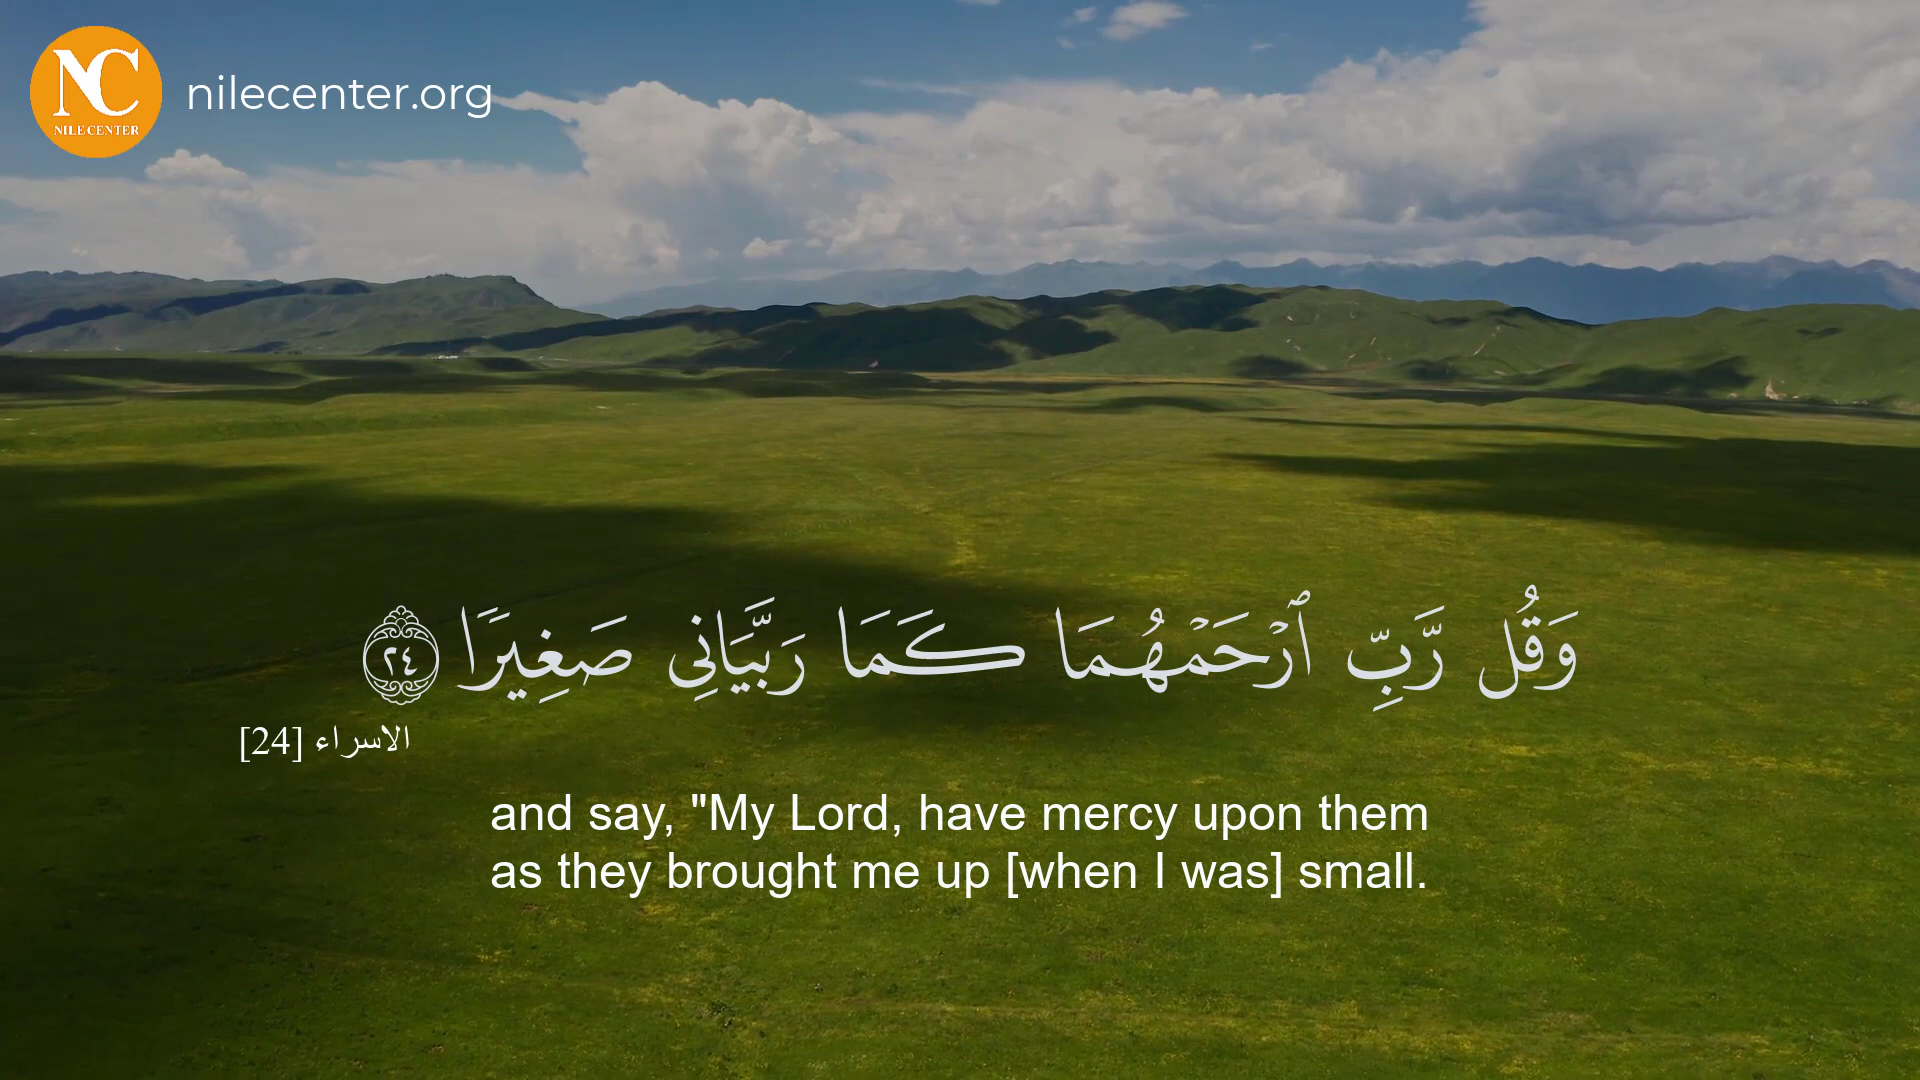 NC
NILE CENTER
nilecenter.org
وَقُل رَّبِّ ٱرْحَمْهُمَا كَمَا رَبَّيَانِى صَغِيرًا ٢٤
الاسراء [24]
and say, "My Lord, have mercy upon them
as they brought me up [when I was] small.